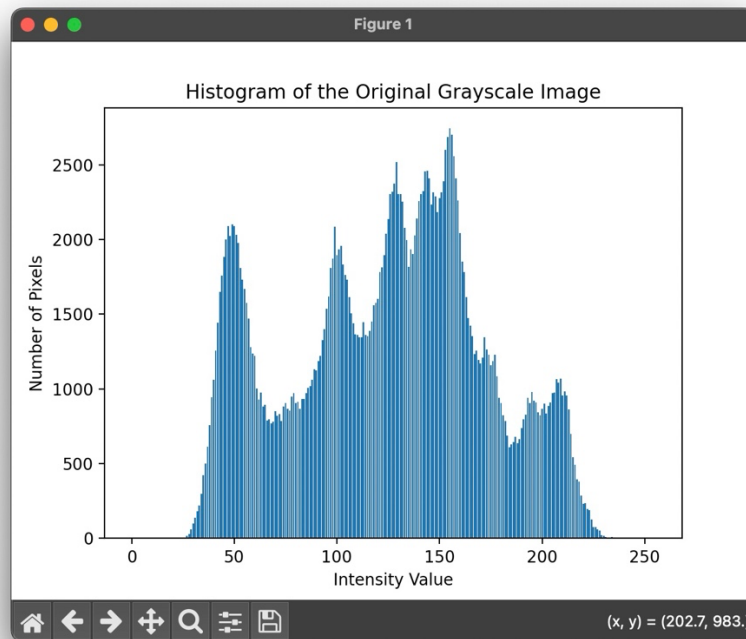 Figure 1
Histogram of the Original Grayscale Image
2500
2000
1500
1000
500
0
Number of Pixels
0 50 100 150 200 250
Intensity Value
(x, y) = (202.7, 983.